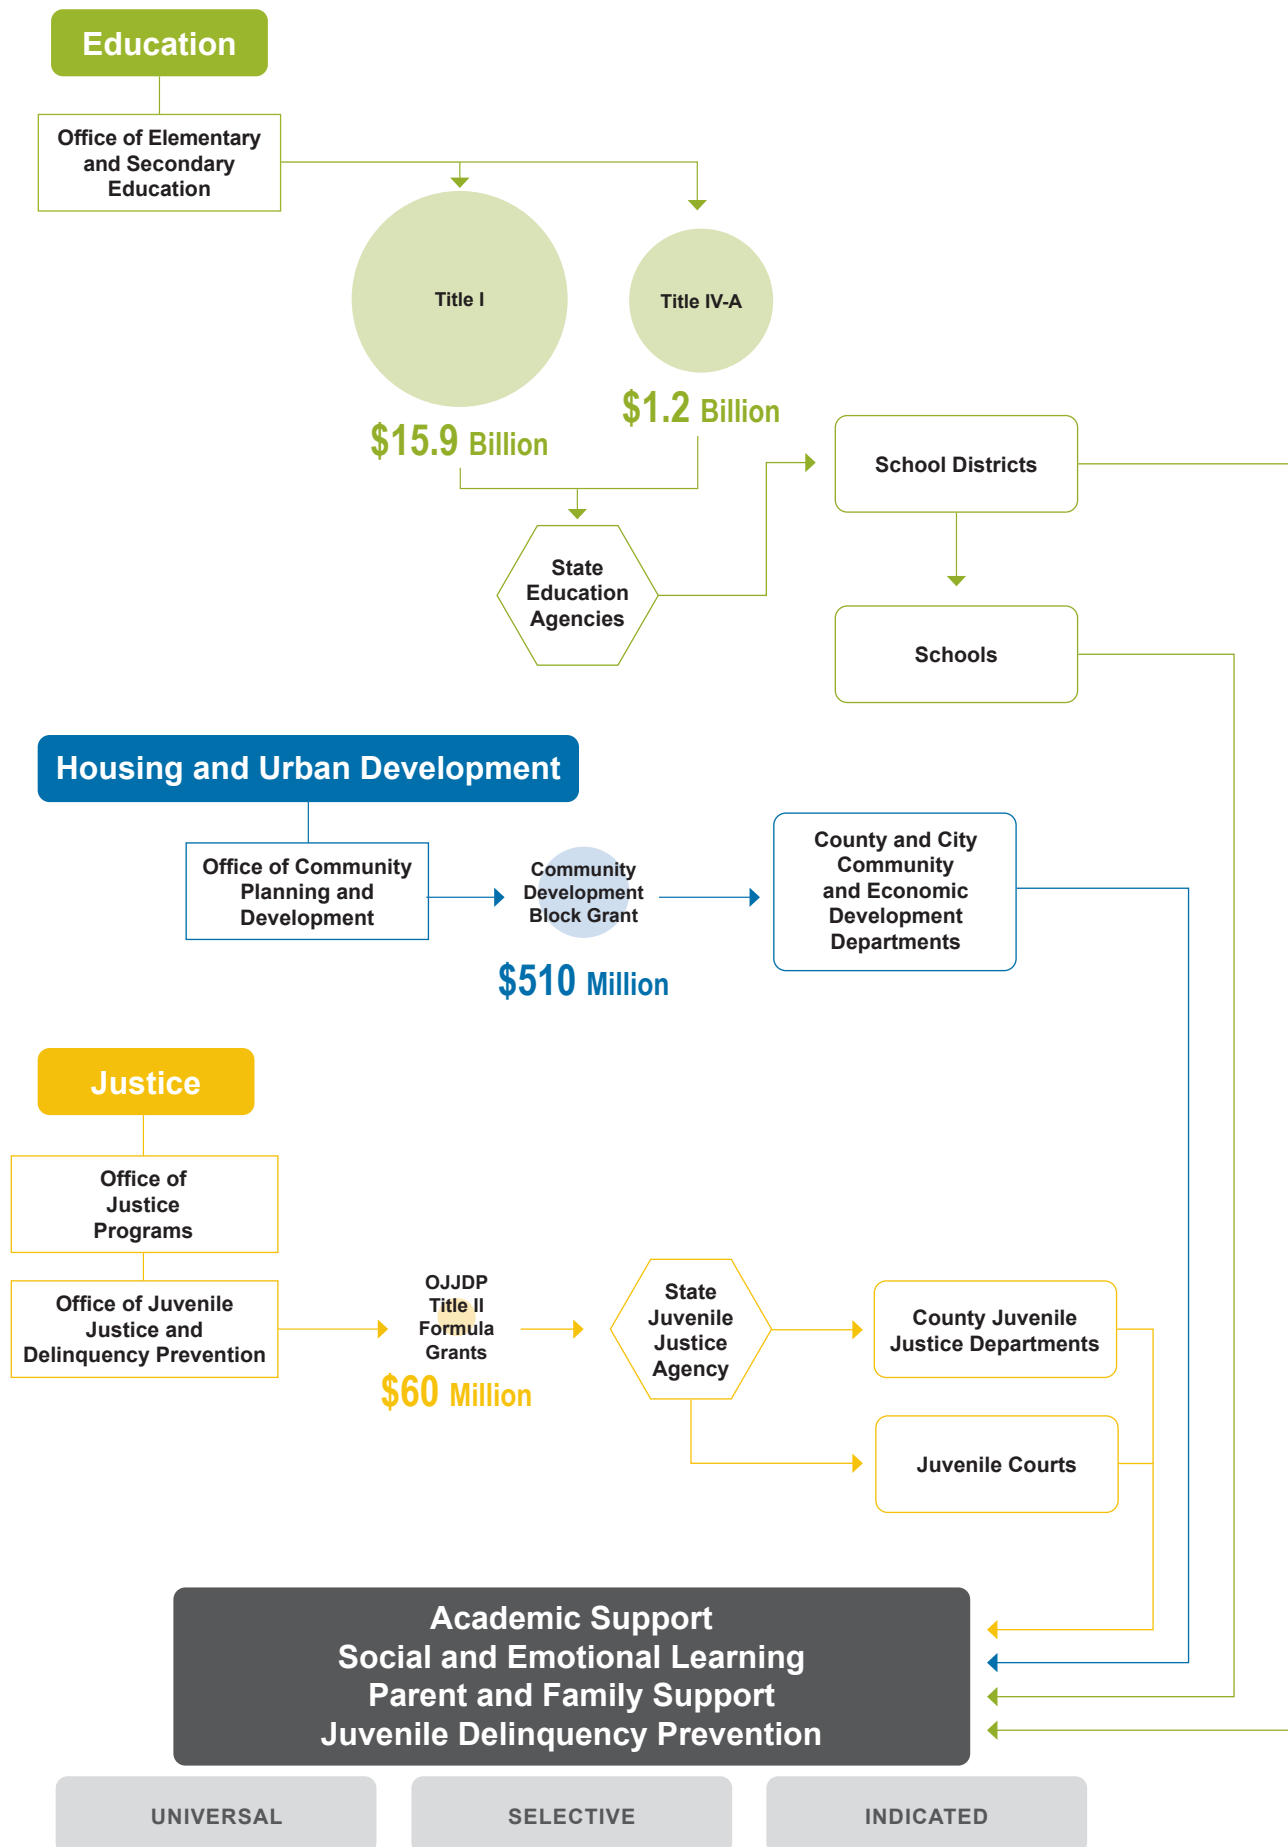 Education
Office of Elementary
and Secondary
Education
Title I
Title IV-A
$15.9 Billion
$1.2 Billion
School Districts
State
Education
Agencies
Schools
Housing and Urban Development
Office of Community
Planning and
Development
Community
Development
Block Grant
$510 Million
County and City
Community
and Economic
Development
Departments
Justice
Office of
Justice
Programs
Office of Juvenile
Justice and
Delinquency Prevention
OJJDP
Title II
Formula
Grants
$60 Million
State
Juvenile
Justice
Agency
County Juvenile
Justice Departments
Juvenile Courts
Academic Support
Social and Emotional Learning
Parent and Family Support
Juvenile Delinquency Prevention
UNIVERSAL
SELECTIVE
INDICATED